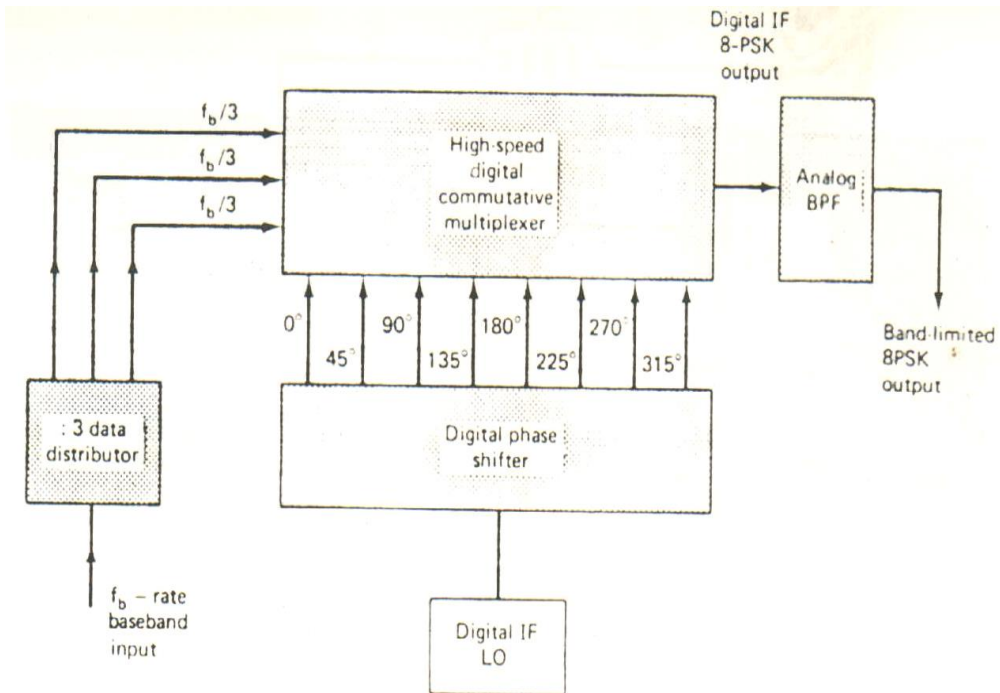 Digital IF
8-PSK
output
f_b/3
f_b/3
f_b/3
High-speed
digital
commutative
multiplexer
Analog
BPF
0°
45°
90°
135°
180°
225°
270°
315°
Band-limited
8PSK
output
: 3 data
distributor
Digital phase
shifter
f_b – rate
baseband
input
Digital IF
LO